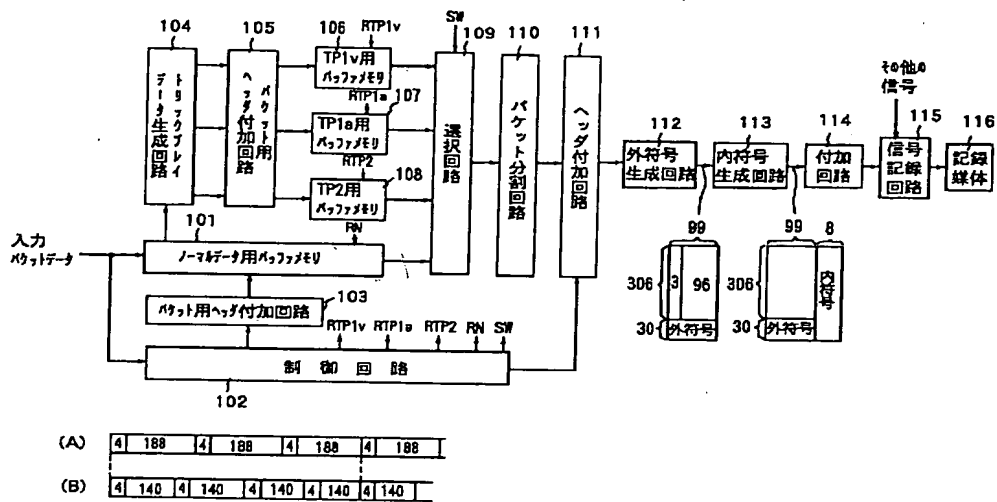 104
トリックプレイ
データ生成回路
105
パケット用
ヘッダ付加回路
RTP1v
106
TP1v用
バッファメモリ
RTP1a
107
TP1a用
バッファメモリ
RTP2
108
TP2用
バッファメモリ
SW
109
選択回路
110
パケット分割回路
111
ヘッダ付加回路
112
外符号
生成回路
113
内符号
生成回路
114
付加
回路
その他の
信号
115
信号
記録
回路
116
記録
媒体
入力
パケットデータ
101
RN
ノーマルデータ用バッファメモリ
103
パケット用ヘッダ付加回路
RTP1v
RTP1a
RTP2
RN
SW
制御回路
102
99
306
3
96
30
外符号
99
8
306
内符号
30
外符号
(A) 4 188 4 188 4 188 4 188
(B) 4 140 4 140 4 140 4 140 4 140